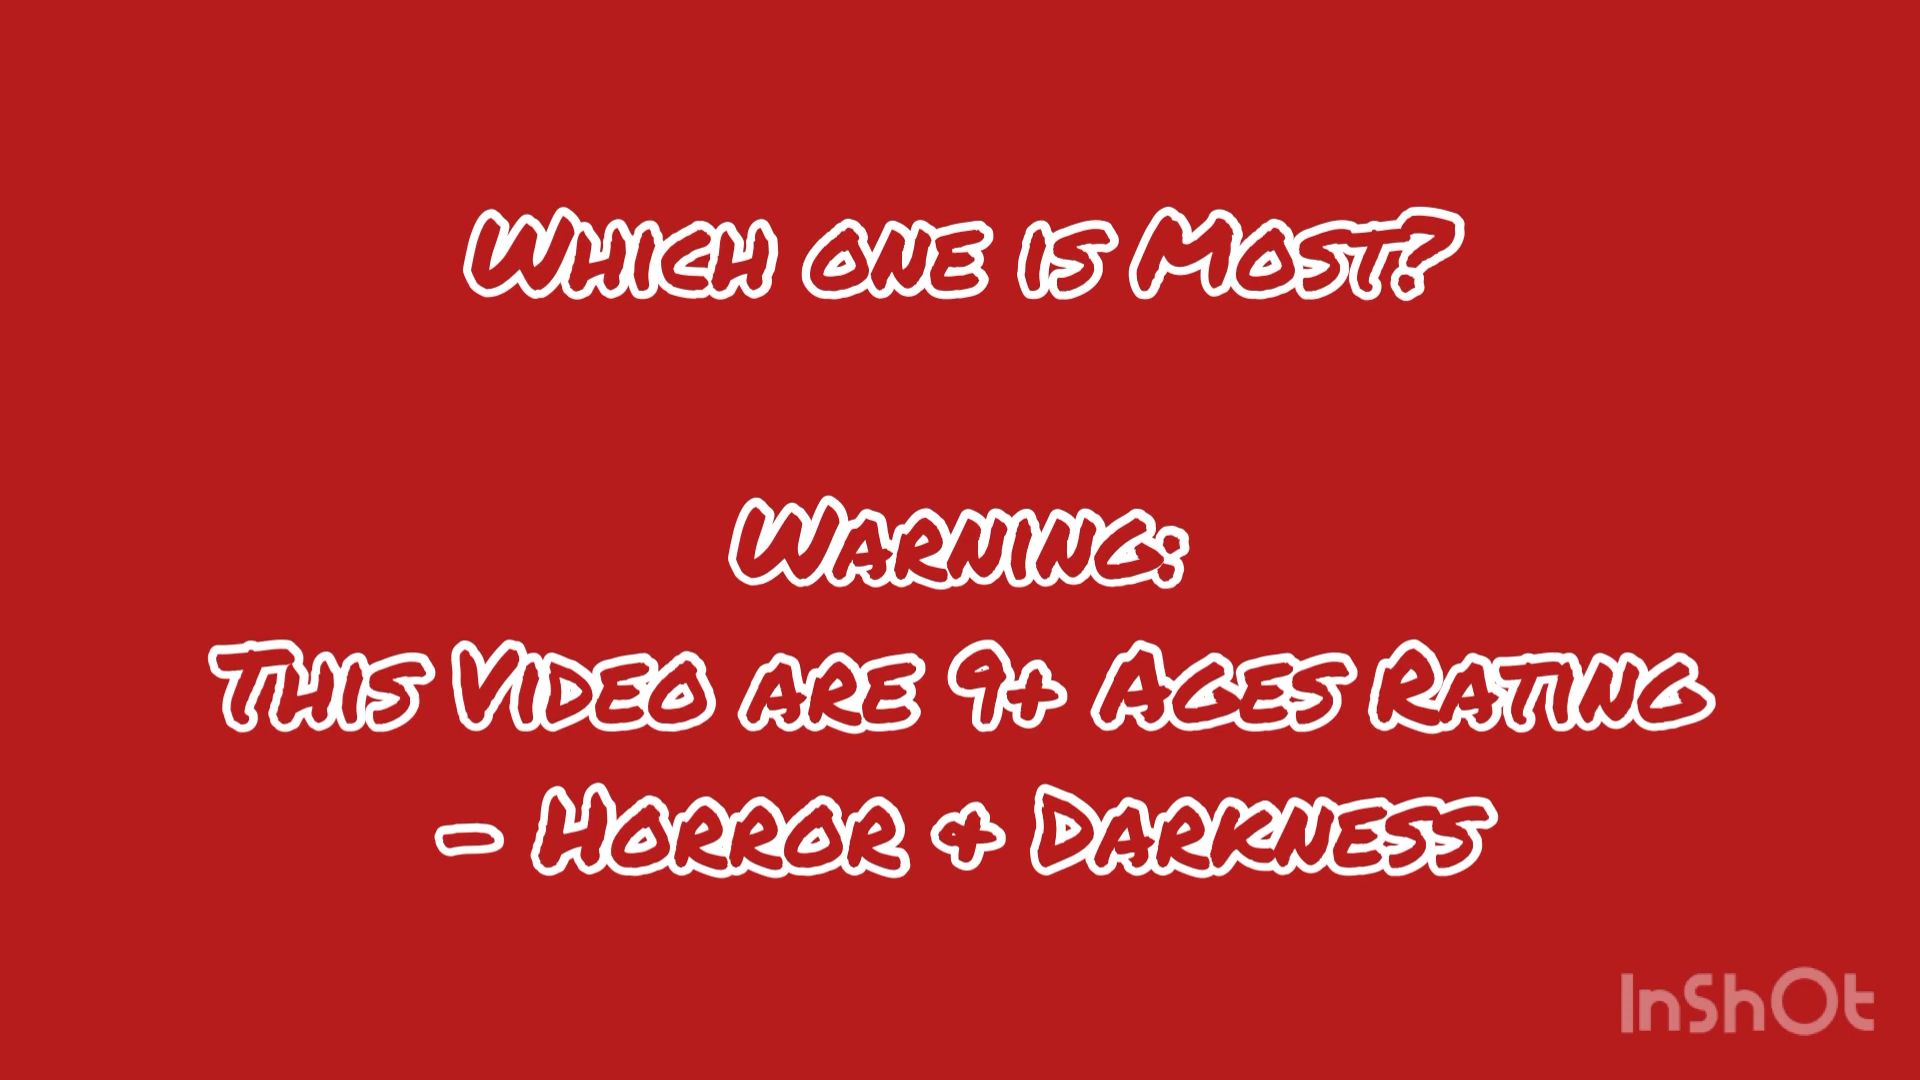 Which one is Most?
Warning:
This Video are 9+ Ages Rating
- Horror & Darkness
InShOt